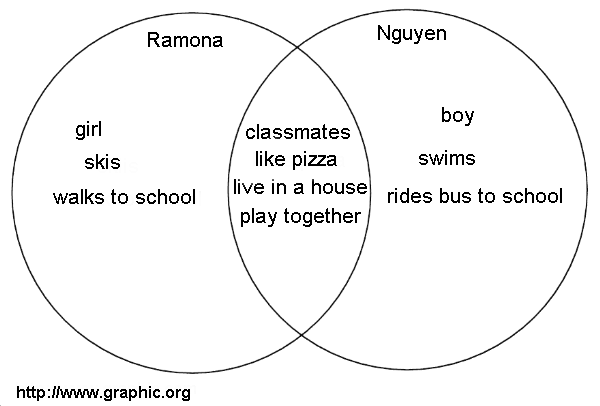 Ramona
Nguyen
girl
skis
walks to school
classmates
like pizza
live in a house
play together
boy
swims
rides bus to school
http://www.graphic.org